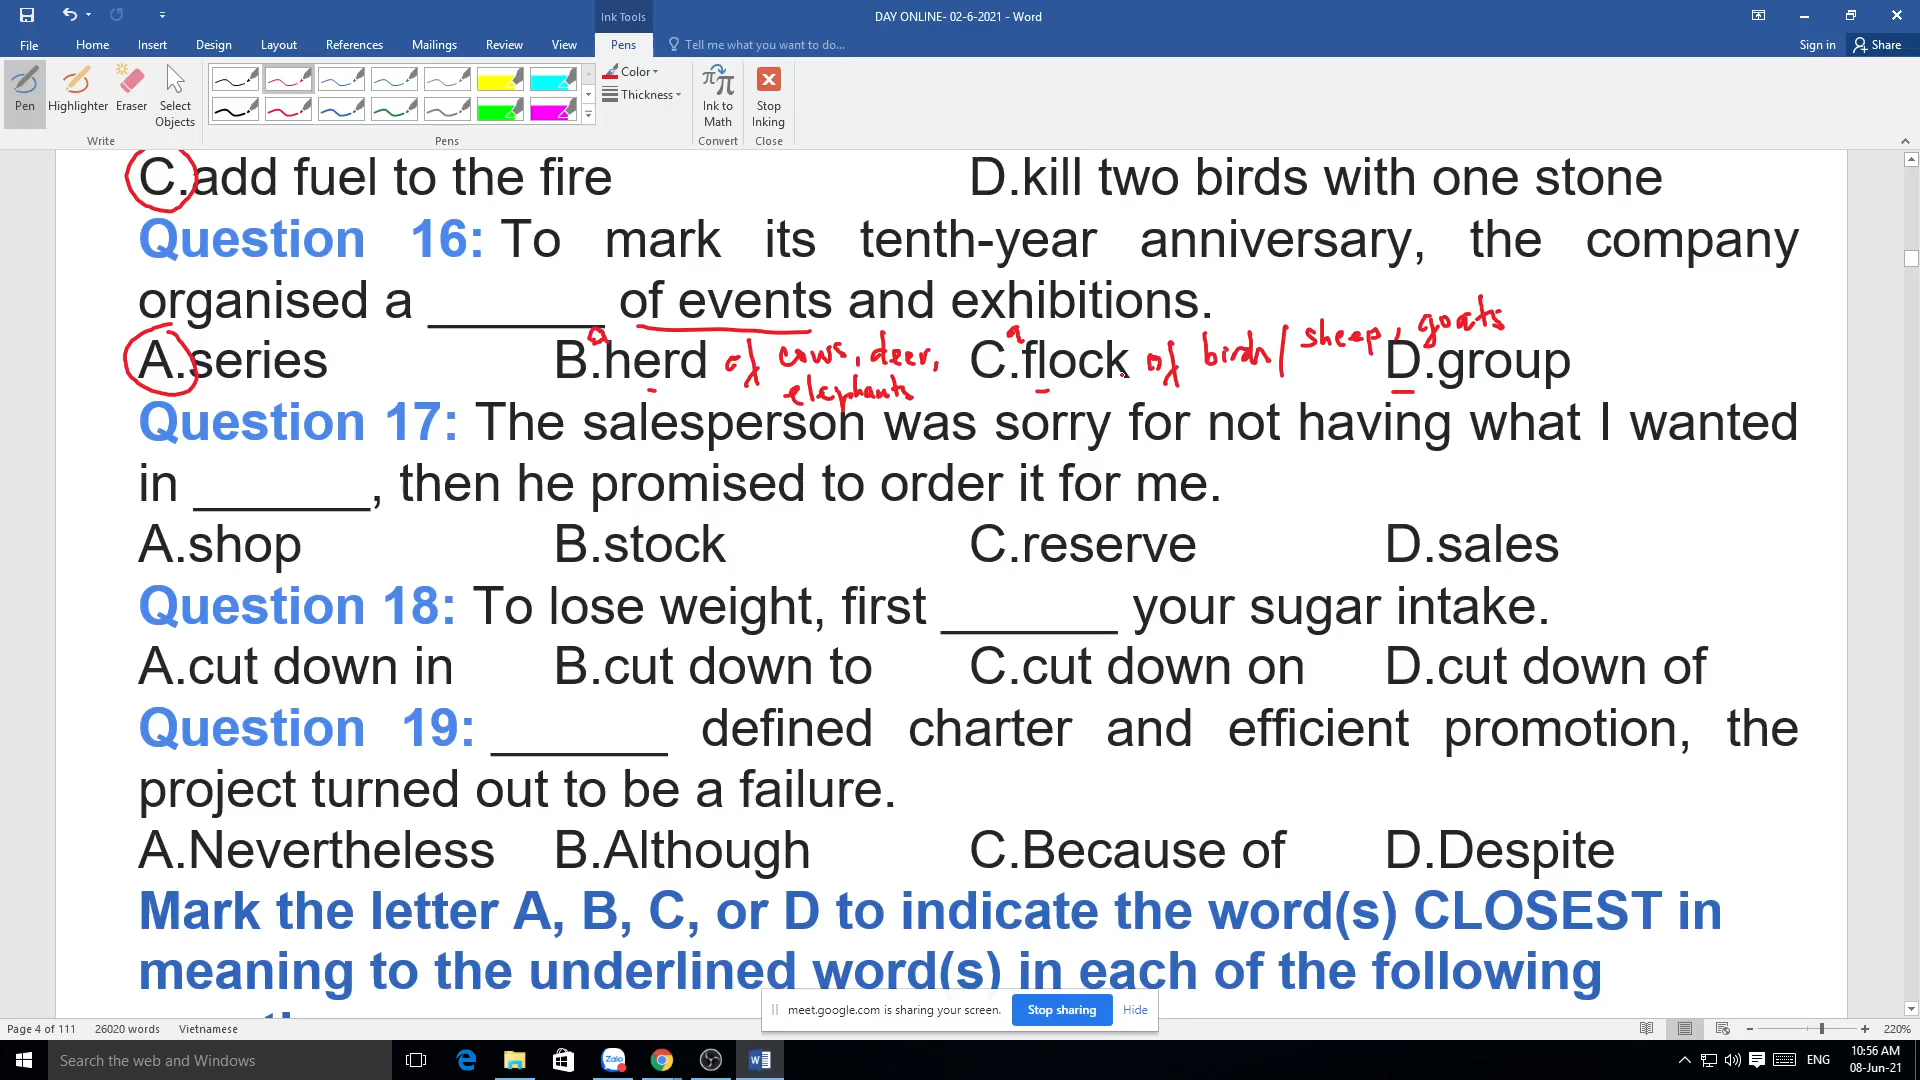 Ink Tools
DAY ONLINE- 02-6-2021 - Word
File Home Insert Design Layout References Mailings Review View Pens Tell me what you want to do... Sign in Share
Pen Highlighter Eraser Select Objects
Color
Thickness
Ink to Math
Stop Inking
Write Pens Convert Close
C.add fuel to the fire D.kill two birds with one stone
Question 16: To mark its tenth-year anniversary, the company
organised a _______ of events and exhibitions.
A.series B.herd C.flock D.group
a of cows, deer, elephants
a of birds/ sheep, goats
Question 17: The salesperson was sorry for not having what I wanted
in _______, then he promised to order it for me.
A.shop B.stock C.reserve D.sales
Question 18: To lose weight, first _______ your sugar intake.
A.cut down in B.cut down to C.cut down on D.cut down of
Question 19: _______ defined charter and efficient promotion, the
project turned out to be a failure.
A.Nevertheless B.Although C.Because of D.Despite
Mark the letter A, B, C, or D to indicate the word(s) CLOSEST in
meaning to the underlined word(s) in each of the following
meet.google.com is sharing your screen. Stop sharing Hide
Page 4 of 111 26020 words Vietnamese 220%
Search the web and Windows
Zalo
ENG
10:56 AM
08-Jun-21